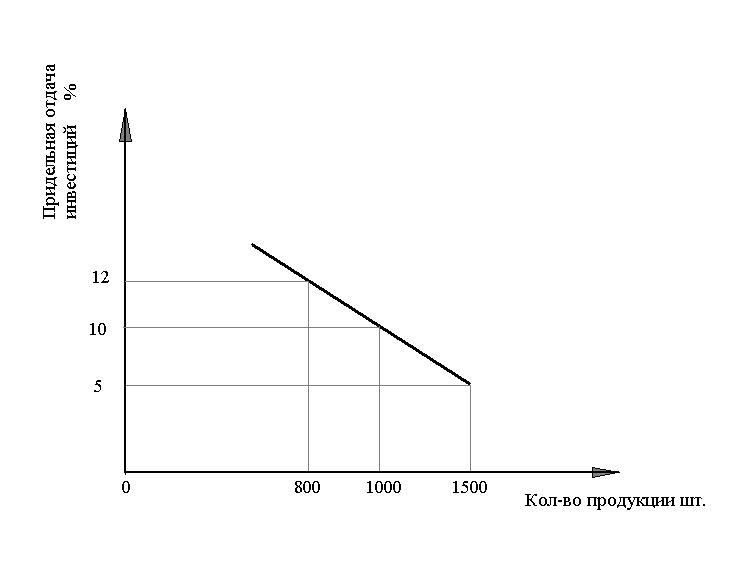 Придельная отдача
инвестиций %
12
10
5
0
800
1000
1500
Кол-во продукции шт.